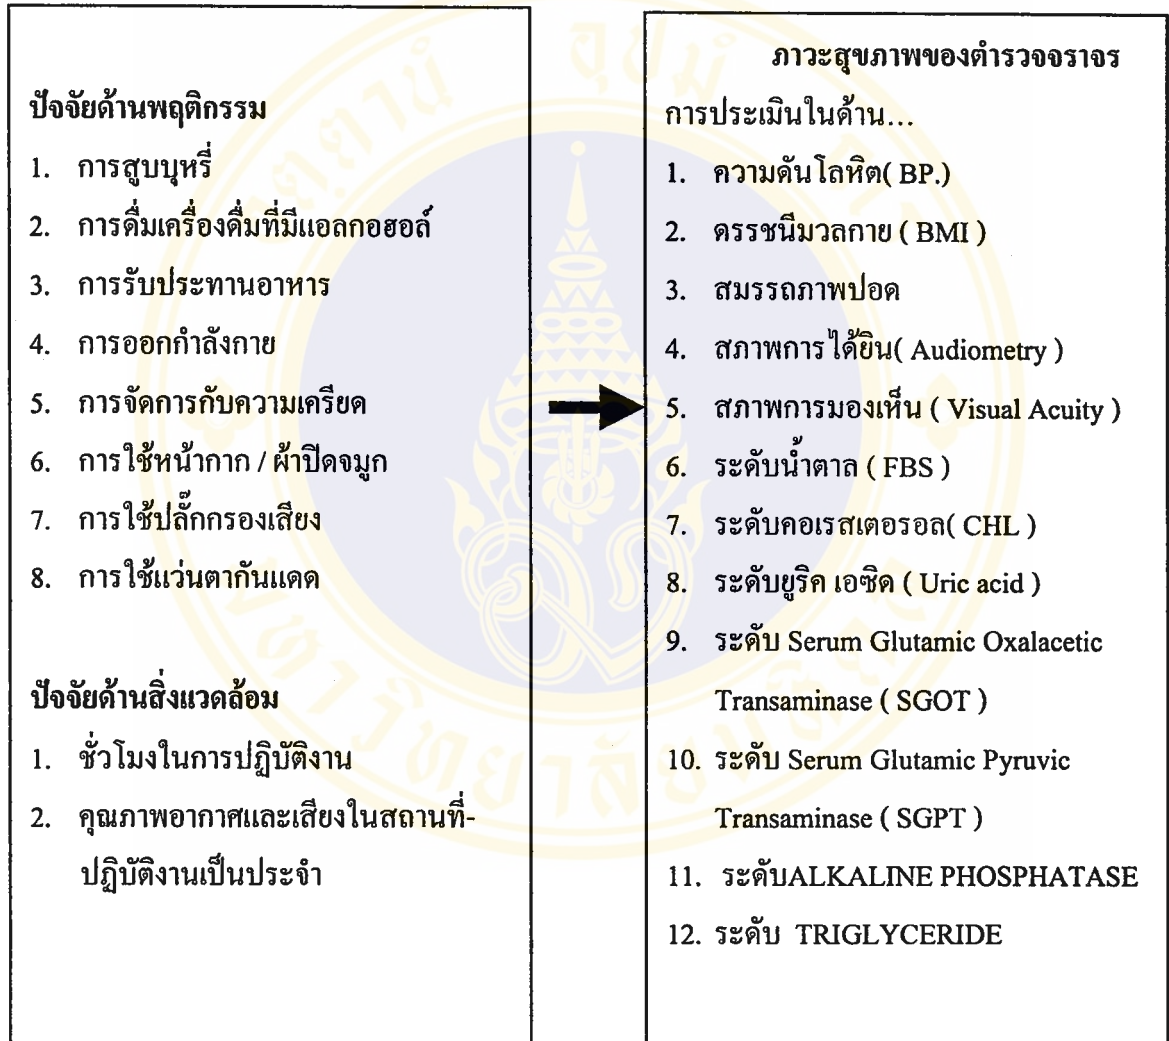 ปัจจัยด้านพฤติกรรม
1. การสูบบุหรี่
2. การดื่มเครื่องดื่มที่มีแอลกอฮอล์
3. การรับประทานอาหาร
4. การออกกำลังกาย
5. การจัดการกับความเครียด
6. การใช้หน้ากาก / ผ้าปิดจมูก
7. การใช้ปลั๊กกรองเสียง
8. การใช้แว่นตากันแดด
ปัจจัยด้านสิ่งแวดล้อม
1. ชั่วโมงในการปฏิบัติงาน
2. คุณภาพอากาศและเสียงในสถานที่-
ปฏิบัติงานเป็นประจำ
ภาวะสุขภาพของตำรวจจราจร
การประเมินในด้าน...
1. ความดันโลหิต( BP.)
2. ดรรชนีมวลกาย ( BMI )
3. สมรรถภาพปอด
4. สภาพการได้ยิน( Audiometry )
5. สภาพการมองเห็น ( Visual Acuity )
6. ระดับน้ำตาล ( FBS )
7. ระดับคอเรสเตอรอล( CHL )
8. ระดับยูริค เอซิด ( Uric acid )
9. ระดับ Serum Glutamic Oxalacetic
Transaminase ( SGOT )
10. ระดับ Serum Glutamic Pyruvic
Transaminase ( SGPT )
11. ระดับALKALINE PHOSPHATASE
12. ระดับ TRIGLYCERIDE